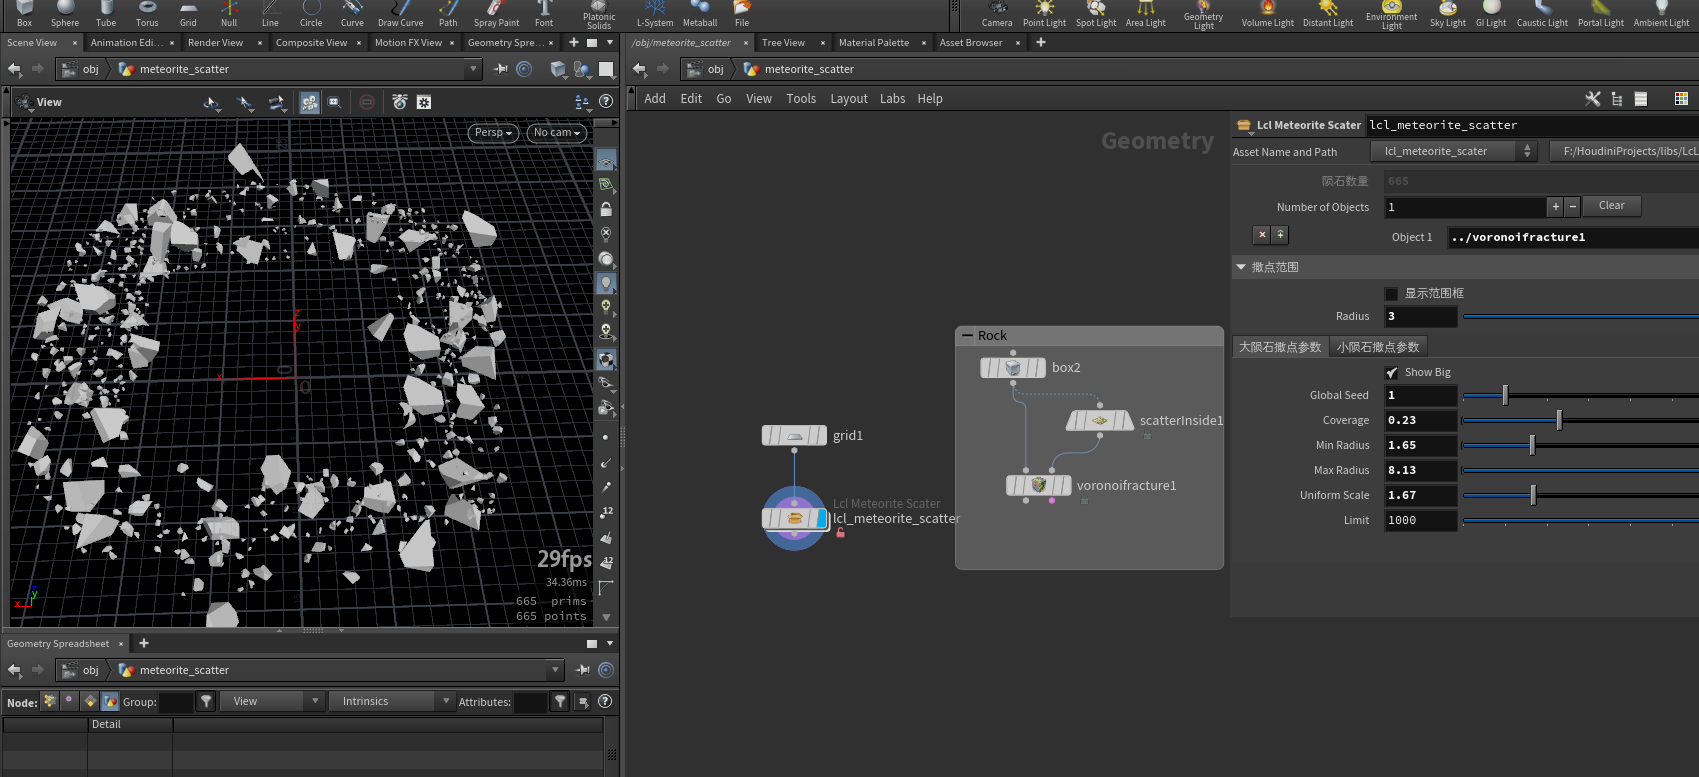 Box Sphere Tube Torus Grid Null Line Circle Curve Draw Curve Path Spray Paint Font Platonic Solids L-System Metaball File
Camera Point Light Spot Light Area Light Geometry Light Volume Light Distant Light Environment Light Sky Light GI Light Caustic Light Portal Light Ambient Light
Scene View Animation Edi... Render View Composite View Motion FX View Geometry Spre...
/obj/meteorite_scatter Tree View Material Palette Asset Browser
obj meteorite_scatter
obj meteorite_scatter
View
Add Edit Go View Tools Layout Labs Help
Persp No cam
Geometry
Lcl Meteorite Scater lcl_meteorite_scatter
Asset Name and Path lcl_meteorite_scater F:/HoudiniProjects/libs/LcL
陨石数量 665
Number of Objects 1 + − Clear
Object 1 ../voronoifracture1
撒点范围
显示范围框
Radius 3
大陨石撒点参数 小陨石撒点参数
Show Big
Global Seed 1
Coverage 0.23
Min Radius 1.65
Max Radius 8.13
Uniform Scale 1.67
Limit 1000
Rock
box2
scatterInside1
voronoifracture1
grid1
Lcl Meteorite Scater
lcl_meteorite_scatter
z
y
x
0
0
12
12
y
x
29fps
34.36ms
665 prims
665 points
Geometry Spreadsheet
obj meteorite_scatter
Node: Group: View Intrinsics Attributes:
Detail